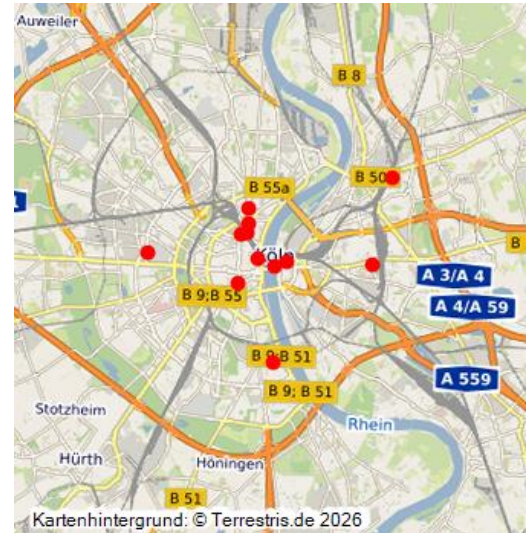 Auweiler
B 8
B 50
B 55a
Köln
B
B 9;B 55
A 3/A 4
A 4/A 59
B 9;B 51
A 559
B 9; B 51
Stotzheim
Rhein
Hürth
Höningen
B 51
Kartenhintergrund: © Terrestris.de 2026